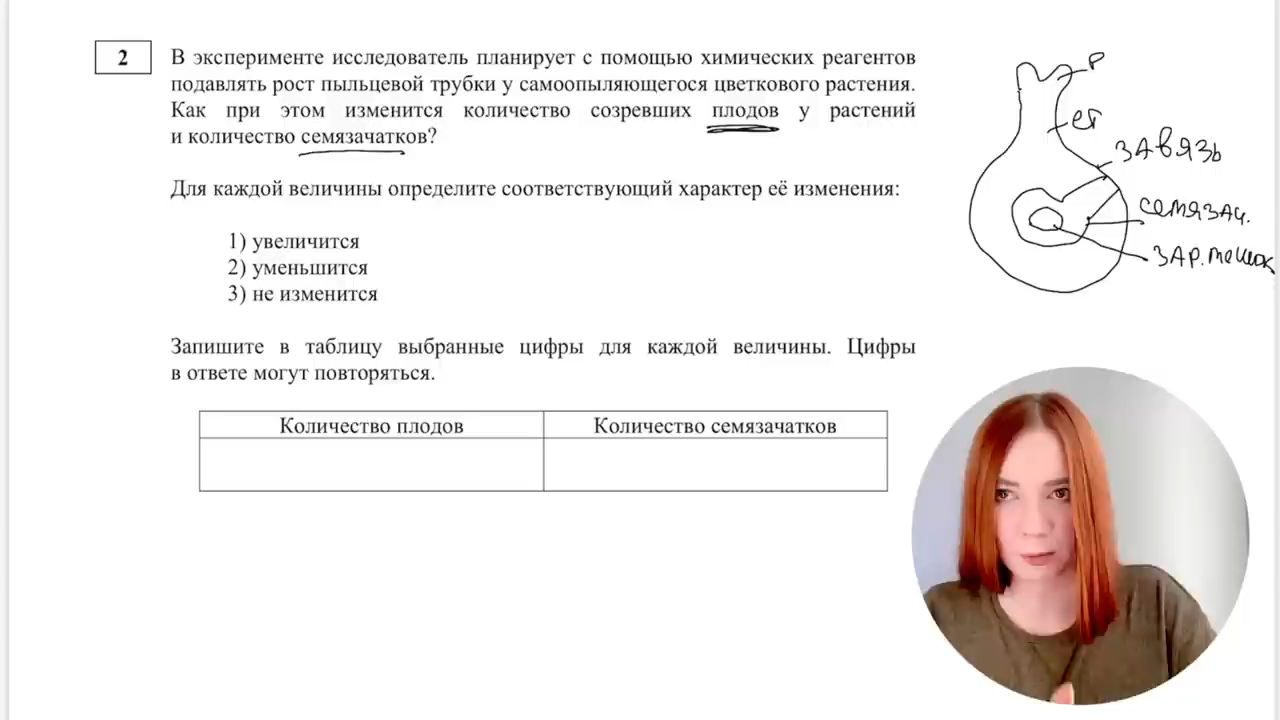 2
В эксперименте исследователь планирует с помощью химических реагентов
подавлять рост пыльцевой трубки у самоопыляющегося цветкового растения.
Как при этом изменится количество созревших плодов у растений
и количество семязачатков?
Для каждой величины определите соответствующий характер её изменения:
1) увеличится
2) уменьшится
3) не изменится
Запишите в таблицу выбранные цифры для каждой величины. Цифры
в ответе могут повторяться.
Количество плодов
Количество семязачатков
р
ст
завязь
семязач.
зар. мешок